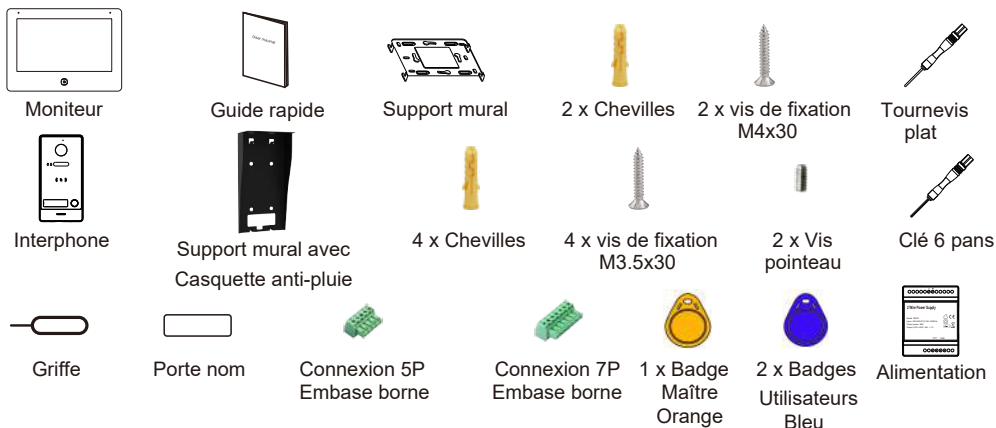 Moniteur
Guide rapide
Support mural
2 x Chevilles
2 x vis de fixation
M4x30
Tournevis
plat
Interphone
Support mural avec
Casquette anti-pluie
4 x Chevilles
4 x vis de fixation
M3.5x30
2 x Vis
pointeau
Clé 6 pans
Griffe
Porte nom
Connexion 5P
Embase borne
Connexion 7P
Embase borne
1 x Badge
Maître
Orange
2 x Badges
Utilisateurs
Bleu
Alimentation